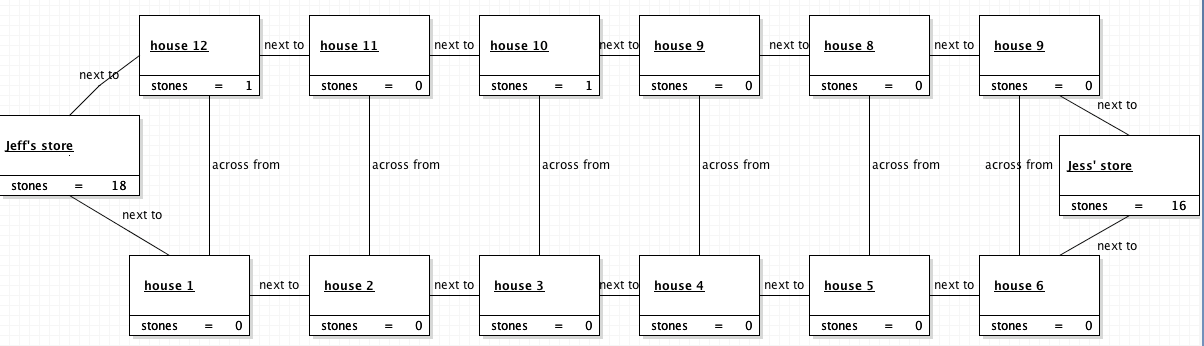 house 12 next to house 11 next to house 10 next to house 9 next to house 8 next to house 9
next to
stones = 1 stones = 0 stones = 1 stones = 0 stones = 0 stones = 0
next to
Jeff's store
across from across from across from across from across from across from Jess' store
stones = 18
stones = 16
next to
next to
house 1 next to house 2 next to house 3 next to house 4 next to house 5 next to house 6
stones = 0 stones = 0 stones = 0 stones = 0 stones = 0 stones = 0